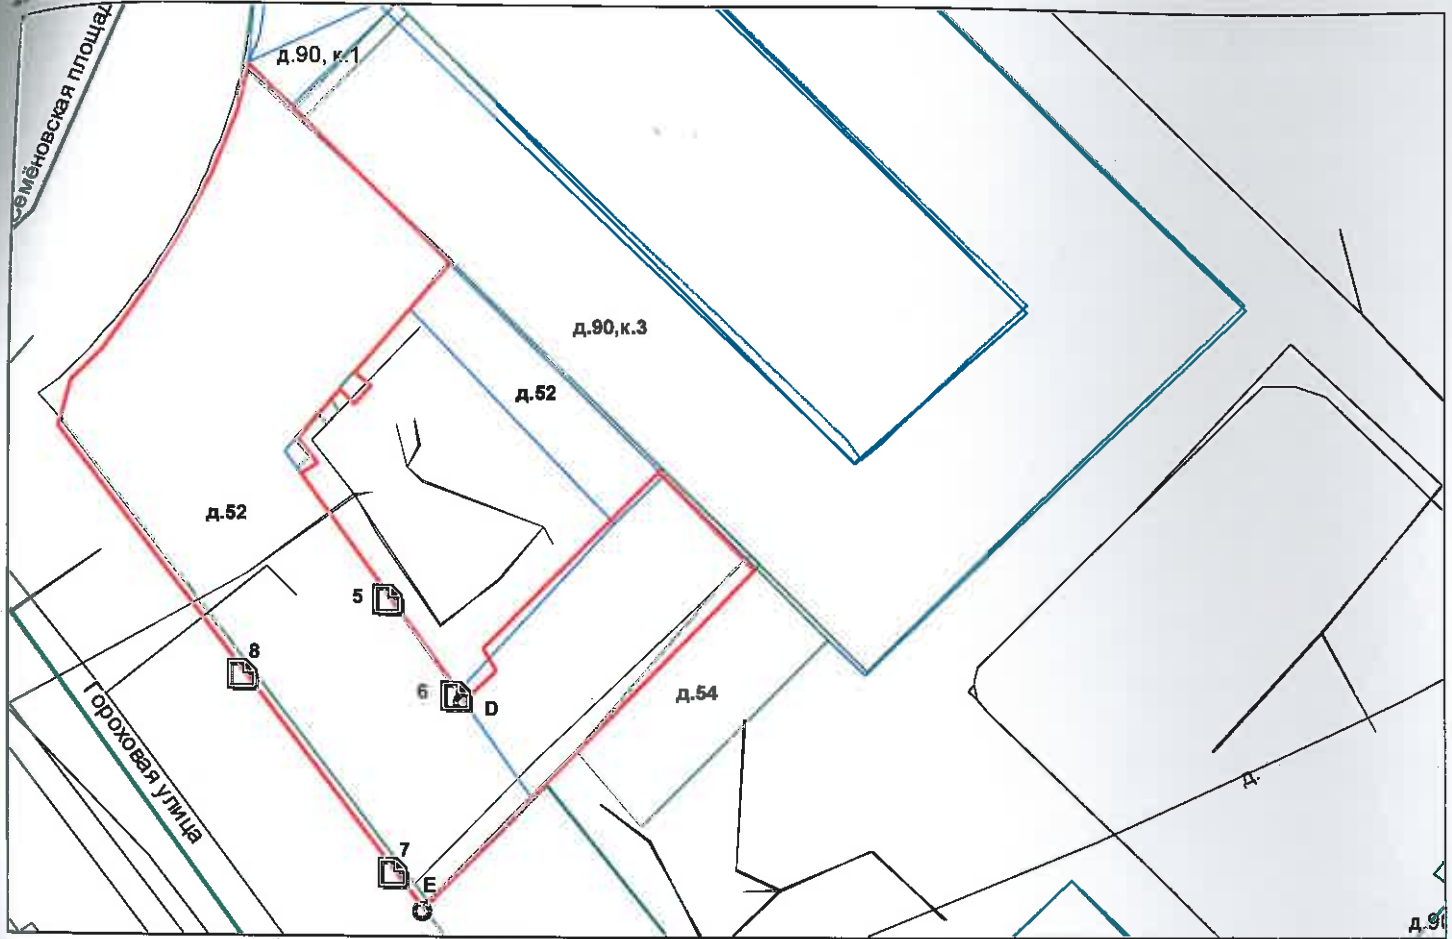 Семёновская площад
д.90, к.1
д.90,к.3
д.52
д.52
5
8
6
D
д.54
Гороховая улица
7
E
д.
д.9